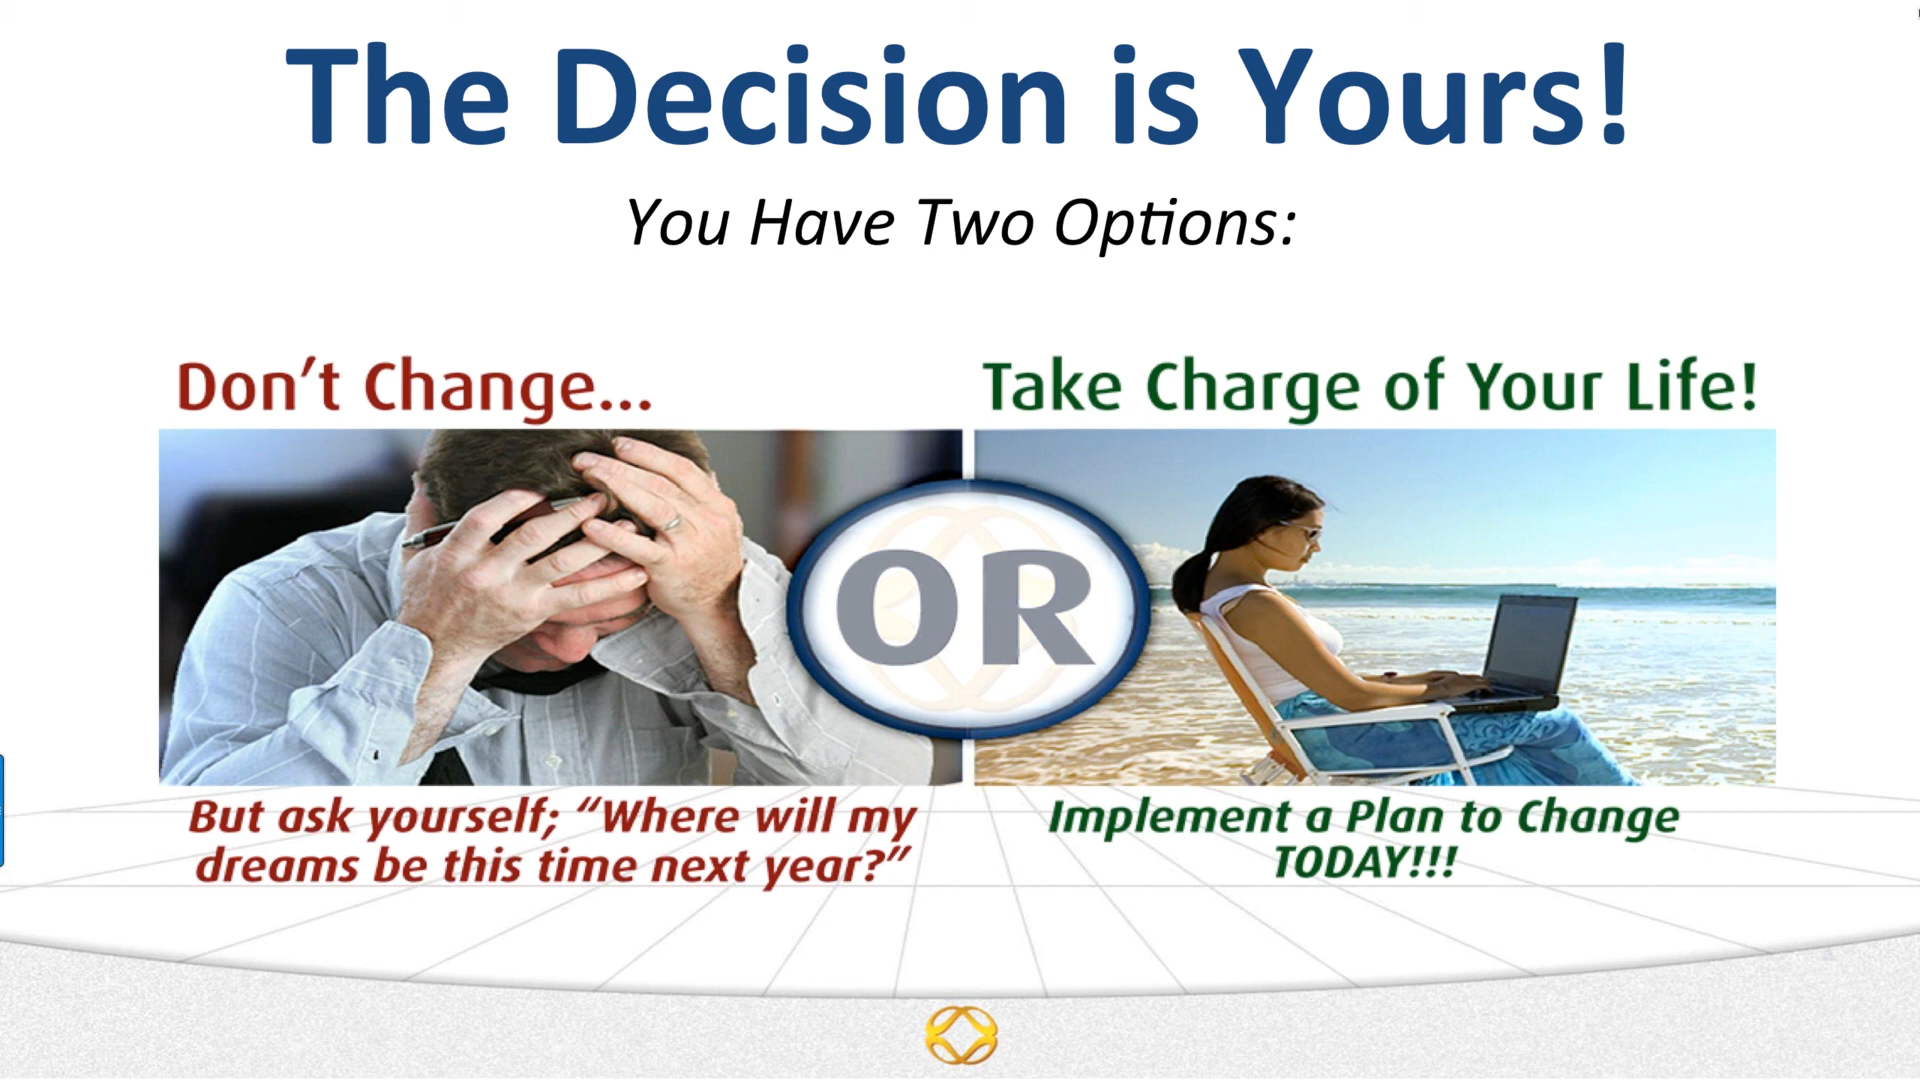 The Decision is Yours!
You Have Two Options:
Don't Change...
Take Charge of Your Life!
OR
But ask yourself; “Where will my
dreams be this time next year?”
Implement a Plan to Change
TODAY!!!